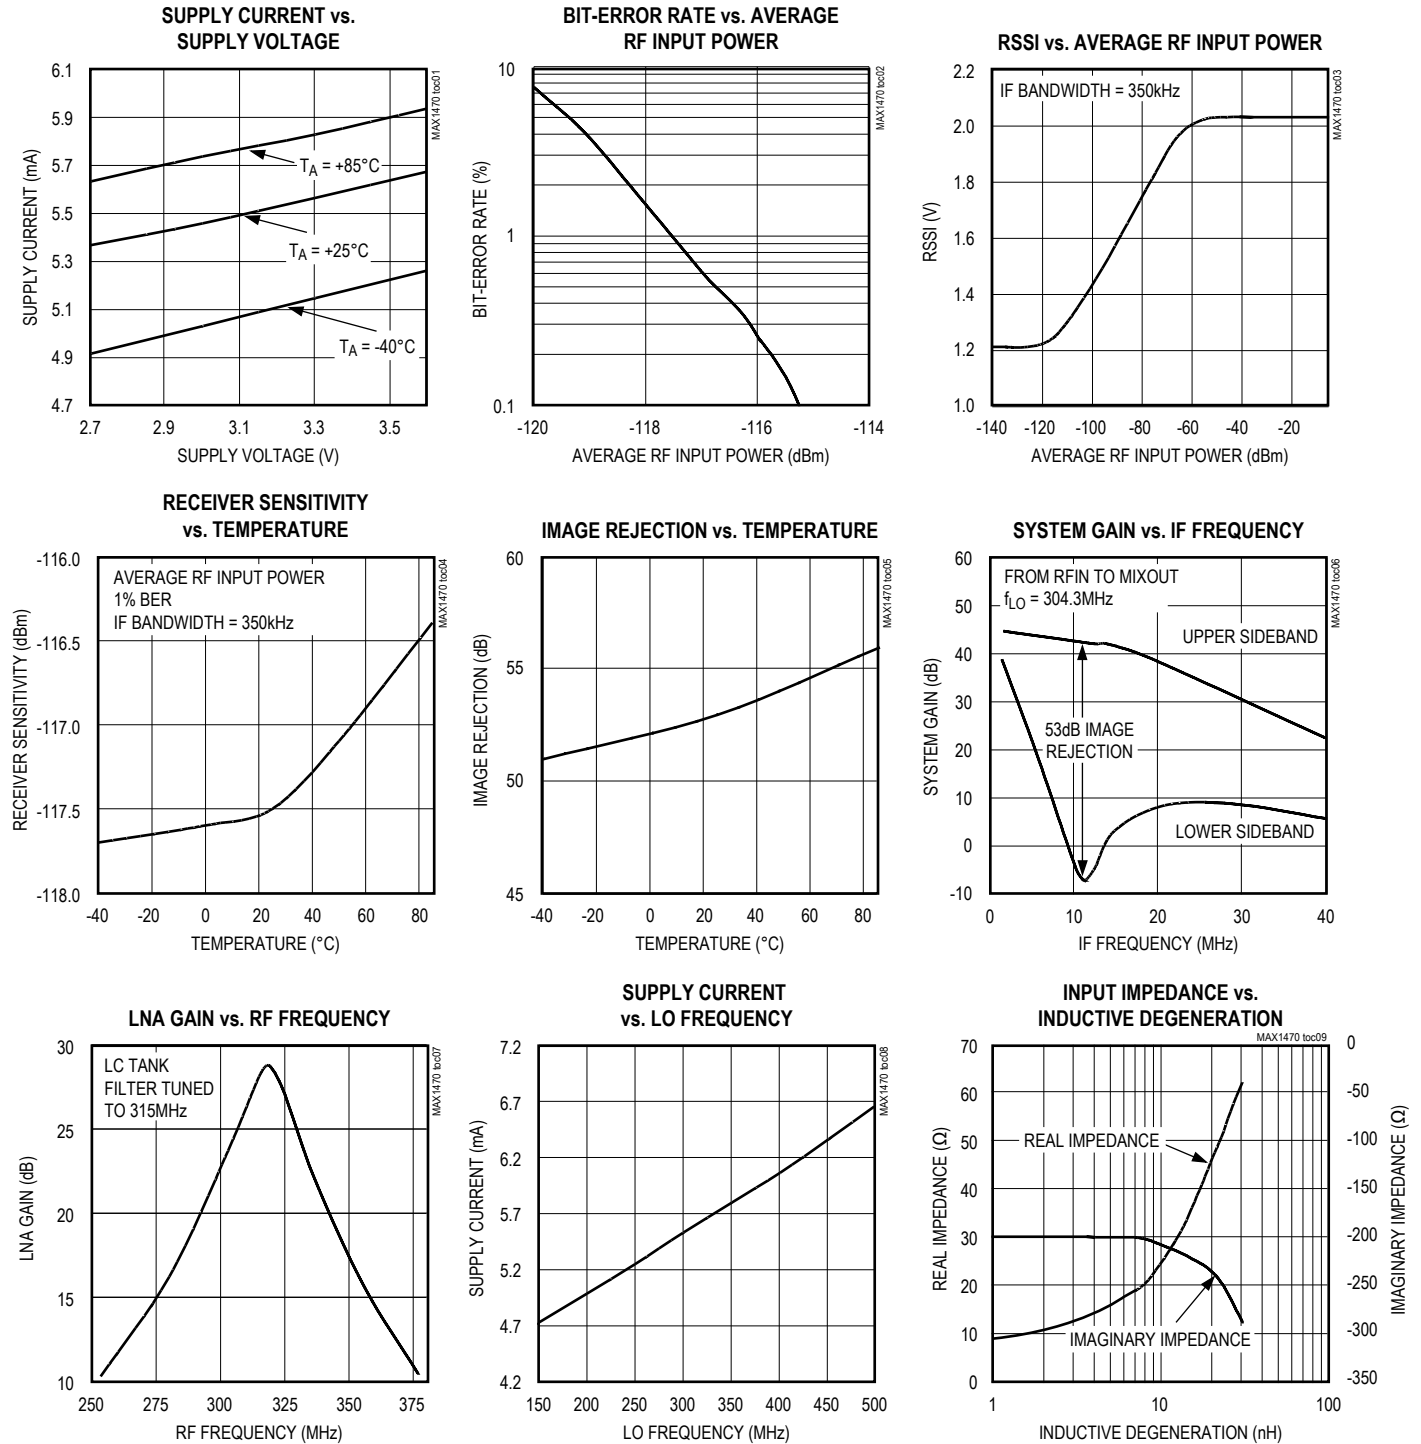 SUPPLY CURRENT vs.
SUPPLY VOLTAGE
6.1
5.9
5.7
5.5
5.3
5.1
4.9
4.7
SUPPLY CURRENT (mA)
MAX1470 toc01
TA = +85°C
TA = +25°C
TA = -40°C
2.7 2.9 3.1 3.3 3.5
SUPPLY VOLTAGE (V)
BIT-ERROR RATE vs. AVERAGE
RF INPUT POWER
10
1
0.1
BIT-ERROR RATE (%)
MAX1470 toc02
-120 -118 -116 -114
AVERAGE RF INPUT POWER (dBm)
RSSI vs. AVERAGE RF INPUT POWER
2.2
2.0
1.8
1.6
1.4
1.2
1.0
RSSI (V)
MAX1470 toc03
IF BANDWIDTH = 350kHz
-140 -120 -100 -80 -60 -40 -20
AVERAGE RF INPUT POWER (dBm)
RECEIVER SENSITIVITY
vs. TEMPERATURE
-116.0
-116.5
-117.0
-117.5
-118.0
RECEIVER SENSITIVITY (dBm)
MAX1470 toc04
AVERAGE RF INPUT POWER
1% BER
IF BANDWIDTH = 350kHz
-40 -20 0 20 40 60 80
TEMPERATURE (°C)
IMAGE REJECTION vs. TEMPERATURE
60
55
50
45
IMAGE REJECTION (dB)
MAX1470 toc05
-40 -20 0 20 40 60 80
TEMPERATURE (°C)
SYSTEM GAIN vs. IF FREQUENCY
60
50
40
30
20
10
0
-10
SYSTEM GAIN (dB)
MAX1470 toc06
FROM RFIN TO MIXOUT
fLO = 304.3MHz
UPPER SIDEBAND
53dB IMAGE
REJECTION
LOWER SIDEBAND
0 10 20 30 40
IF FREQUENCY (MHz)
LNA GAIN vs. RF FREQUENCY
30
25
20
15
10
LNA GAIN (dB)
MAX1470 toc07
LC TANK
FILTER TUNED
TO 315MHz
250 275 300 325 350 375
RF FREQUENCY (MHz)
SUPPLY CURRENT
vs. LO FREQUENCY
7.2
6.7
6.2
5.7
5.2
4.7
4.2
SUPPLY CURRENT (mA)
MAX1470 toc08
150 200 250 300 350 400 450 500
LO FREQUENCY (MHz)
INPUT IMPEDANCE vs.
INDUCTIVE DEGENERATION
MAX1470 toc09
70
60
50
40
30
20
10
0
REAL IMPEDANCE (Ω)
REAL IMPEDANCE
IMAGINARY IMPEDANCE
0
-50
-100
-150
-200
-250
-300
-350
IMAGINARY IMPEDANCE (Ω)
1 10 100
INDUCTIVE DEGENERATION (nH)